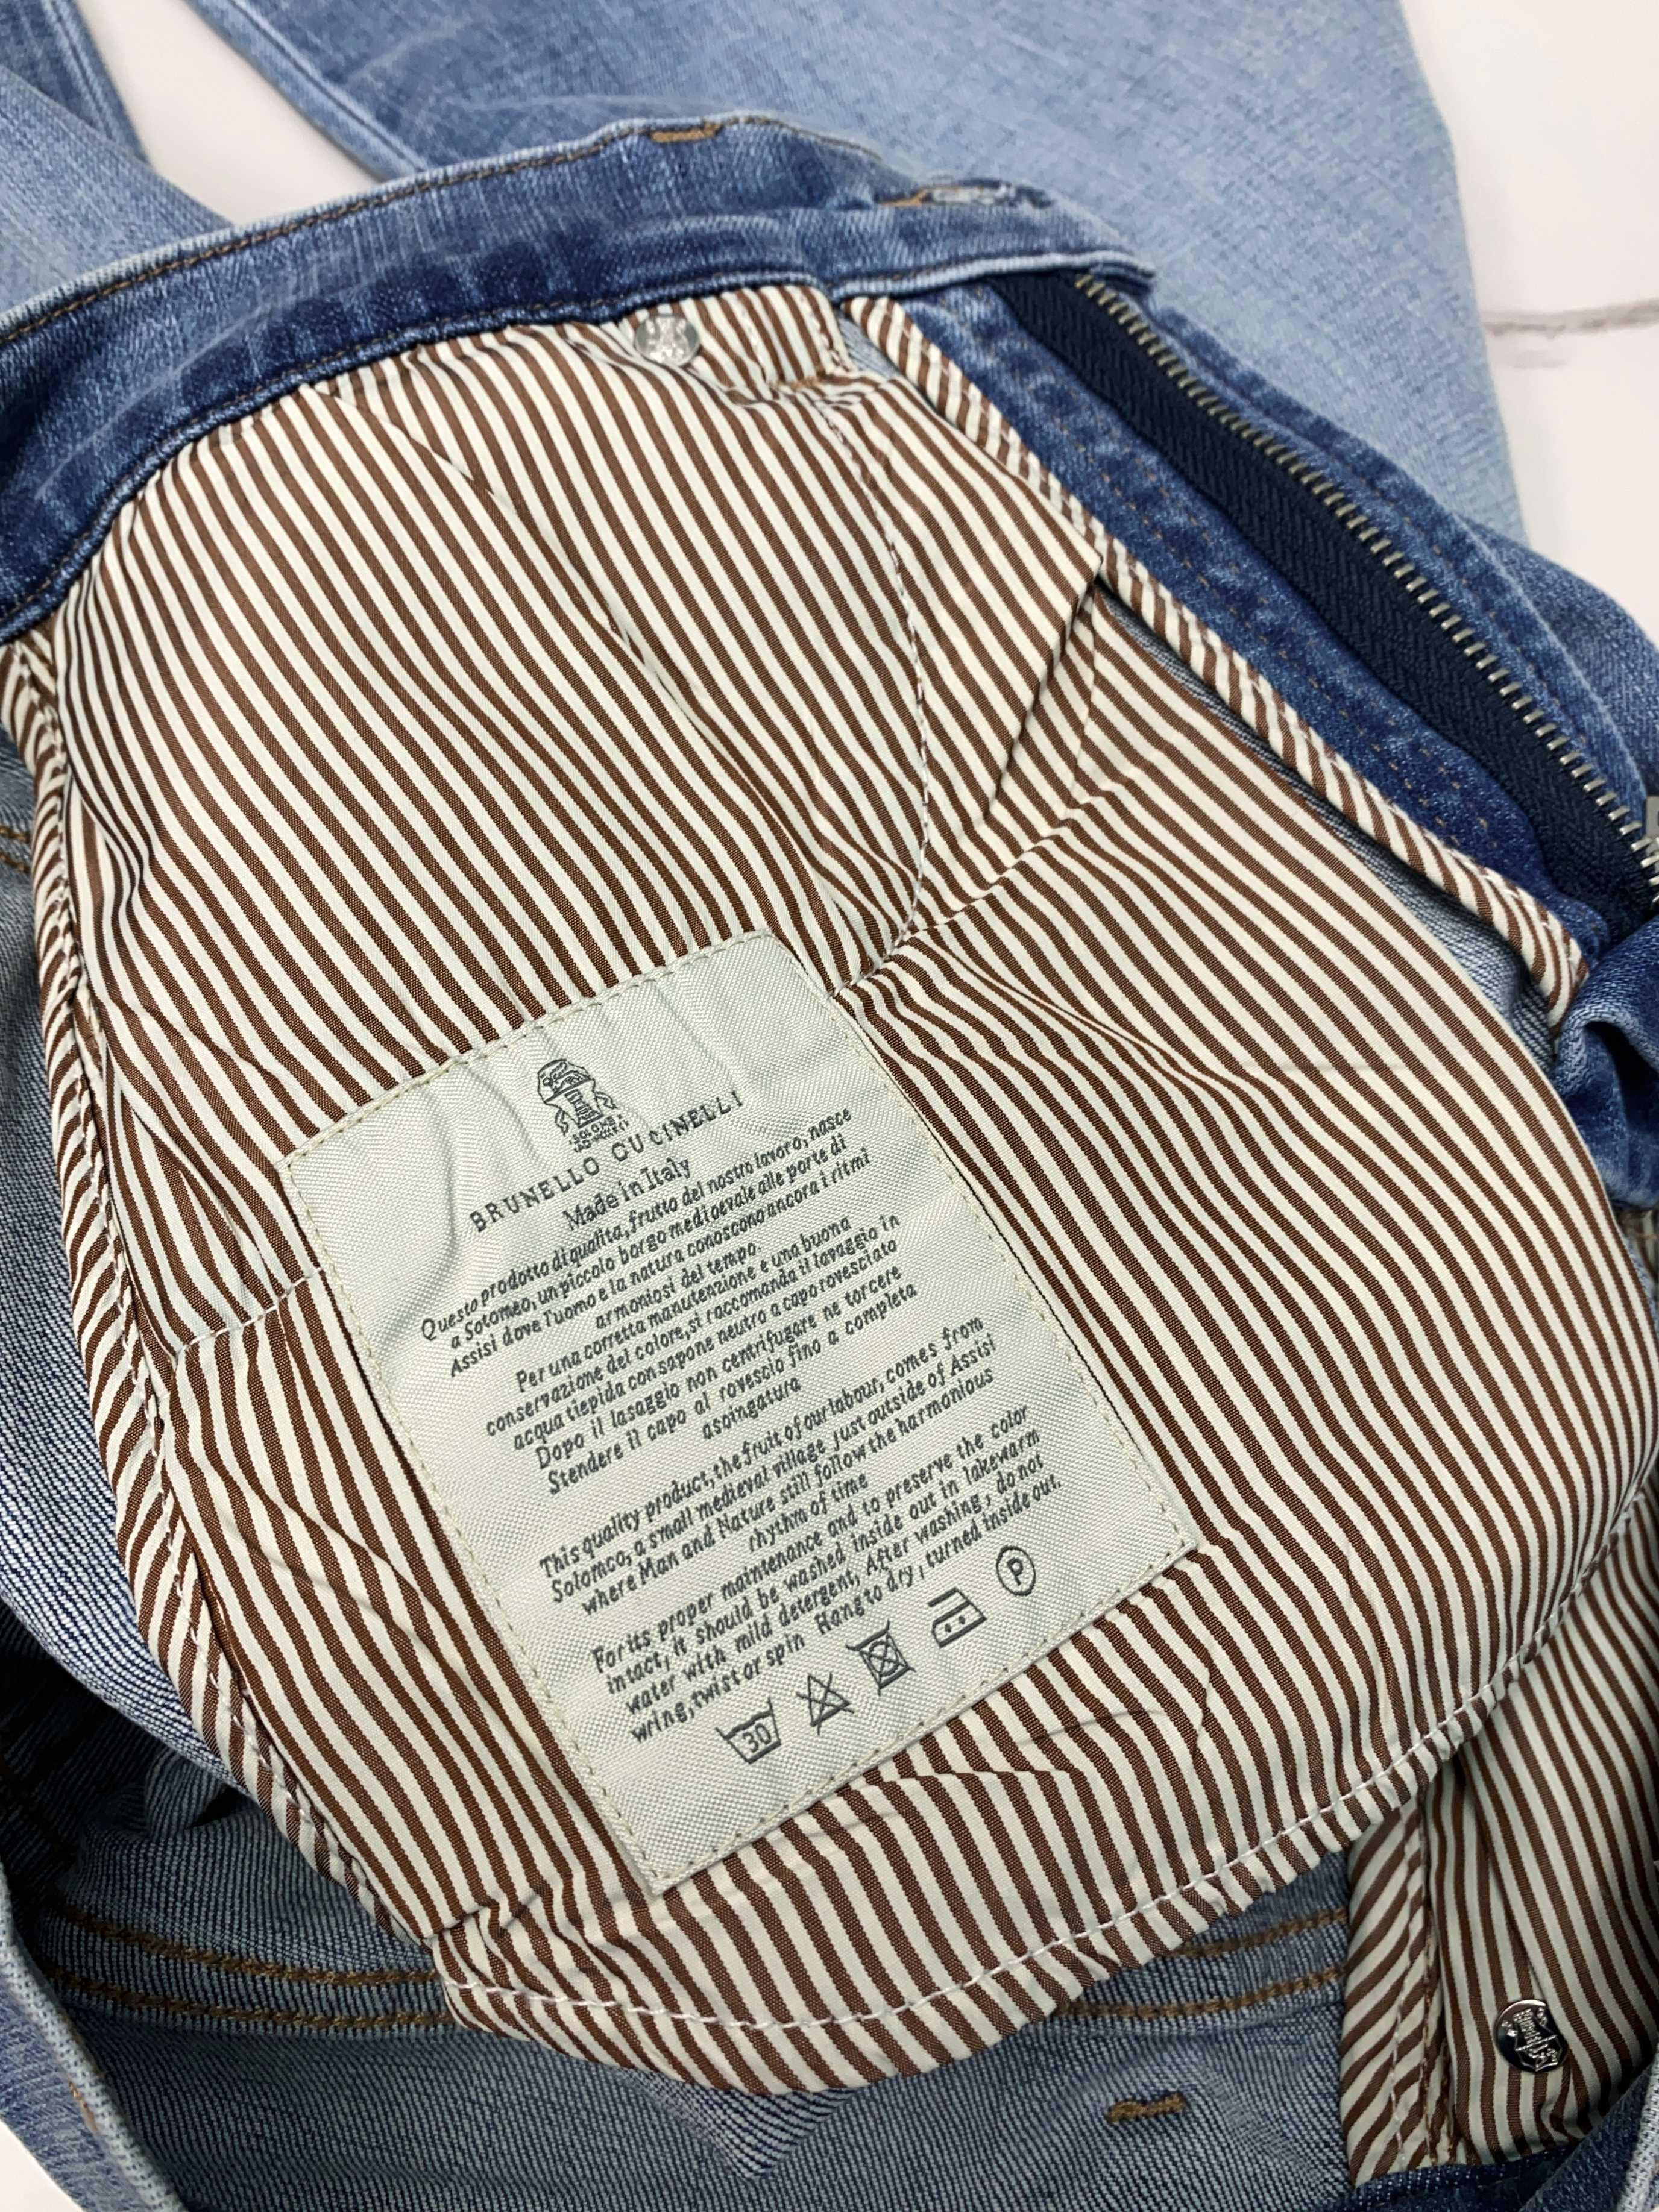 BRUNELLO CUCINELLI
Made in Italy
Questo prodotto di qualita, frutto del nostro lavoro, nasce
a Sotomeo, un piccolo borgo medioevale alle porte di
Assisi dove l'uomo e la natura conoscono ancora i ritmi
armoniosi del tempo.
Per una corretta manutenzione e una buona
conservazione del colore, si raccomanda il lavaggio in
acqua tiepida con sapone neutro a capo rovesciato
Dopo il lasaggio non centrifugare ne torcere
Stendere il capo al rovescio fino a completa
asoingatura
This quality product, the fruit of our labour, comes from
Solomco, a small medieval village just outside of Assisi
where Man and Nature still follow the harmonious
rhythm of time
For its proper maintenance and to preserve the color
intact, it should be washed inside out in lakewarm
water with mild detergent, After washing, do not
wring, twist or spin Hang to dry, turned inside out.
30 P